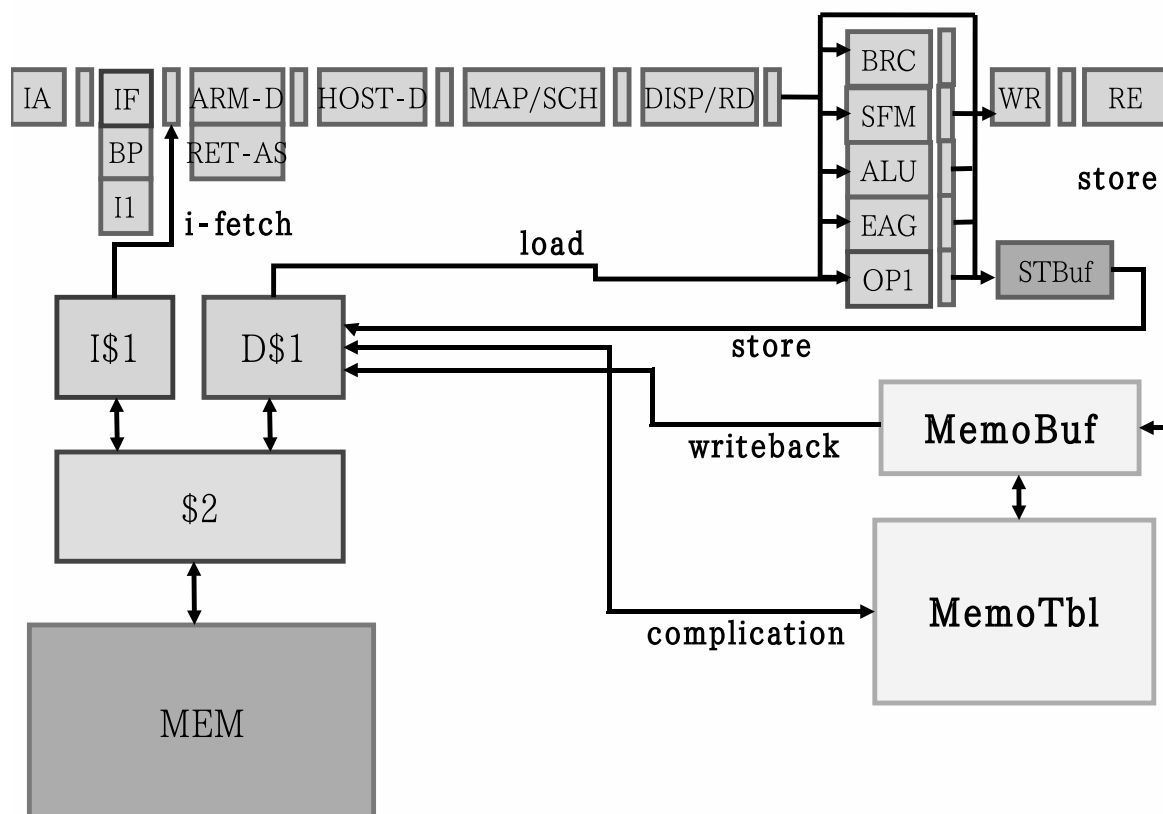 IA
IF
ARM-D
HOST-D
MAP/SCH
DISP/RD
BRC
SFM
ALU
EAG
OP1
WR
RE
BP
RET-AS
I1
i-fetch
load
store
STBuf
I$1
D$1
store
MemoBuf
writeback
$2
MemoTbl
complication
MEM